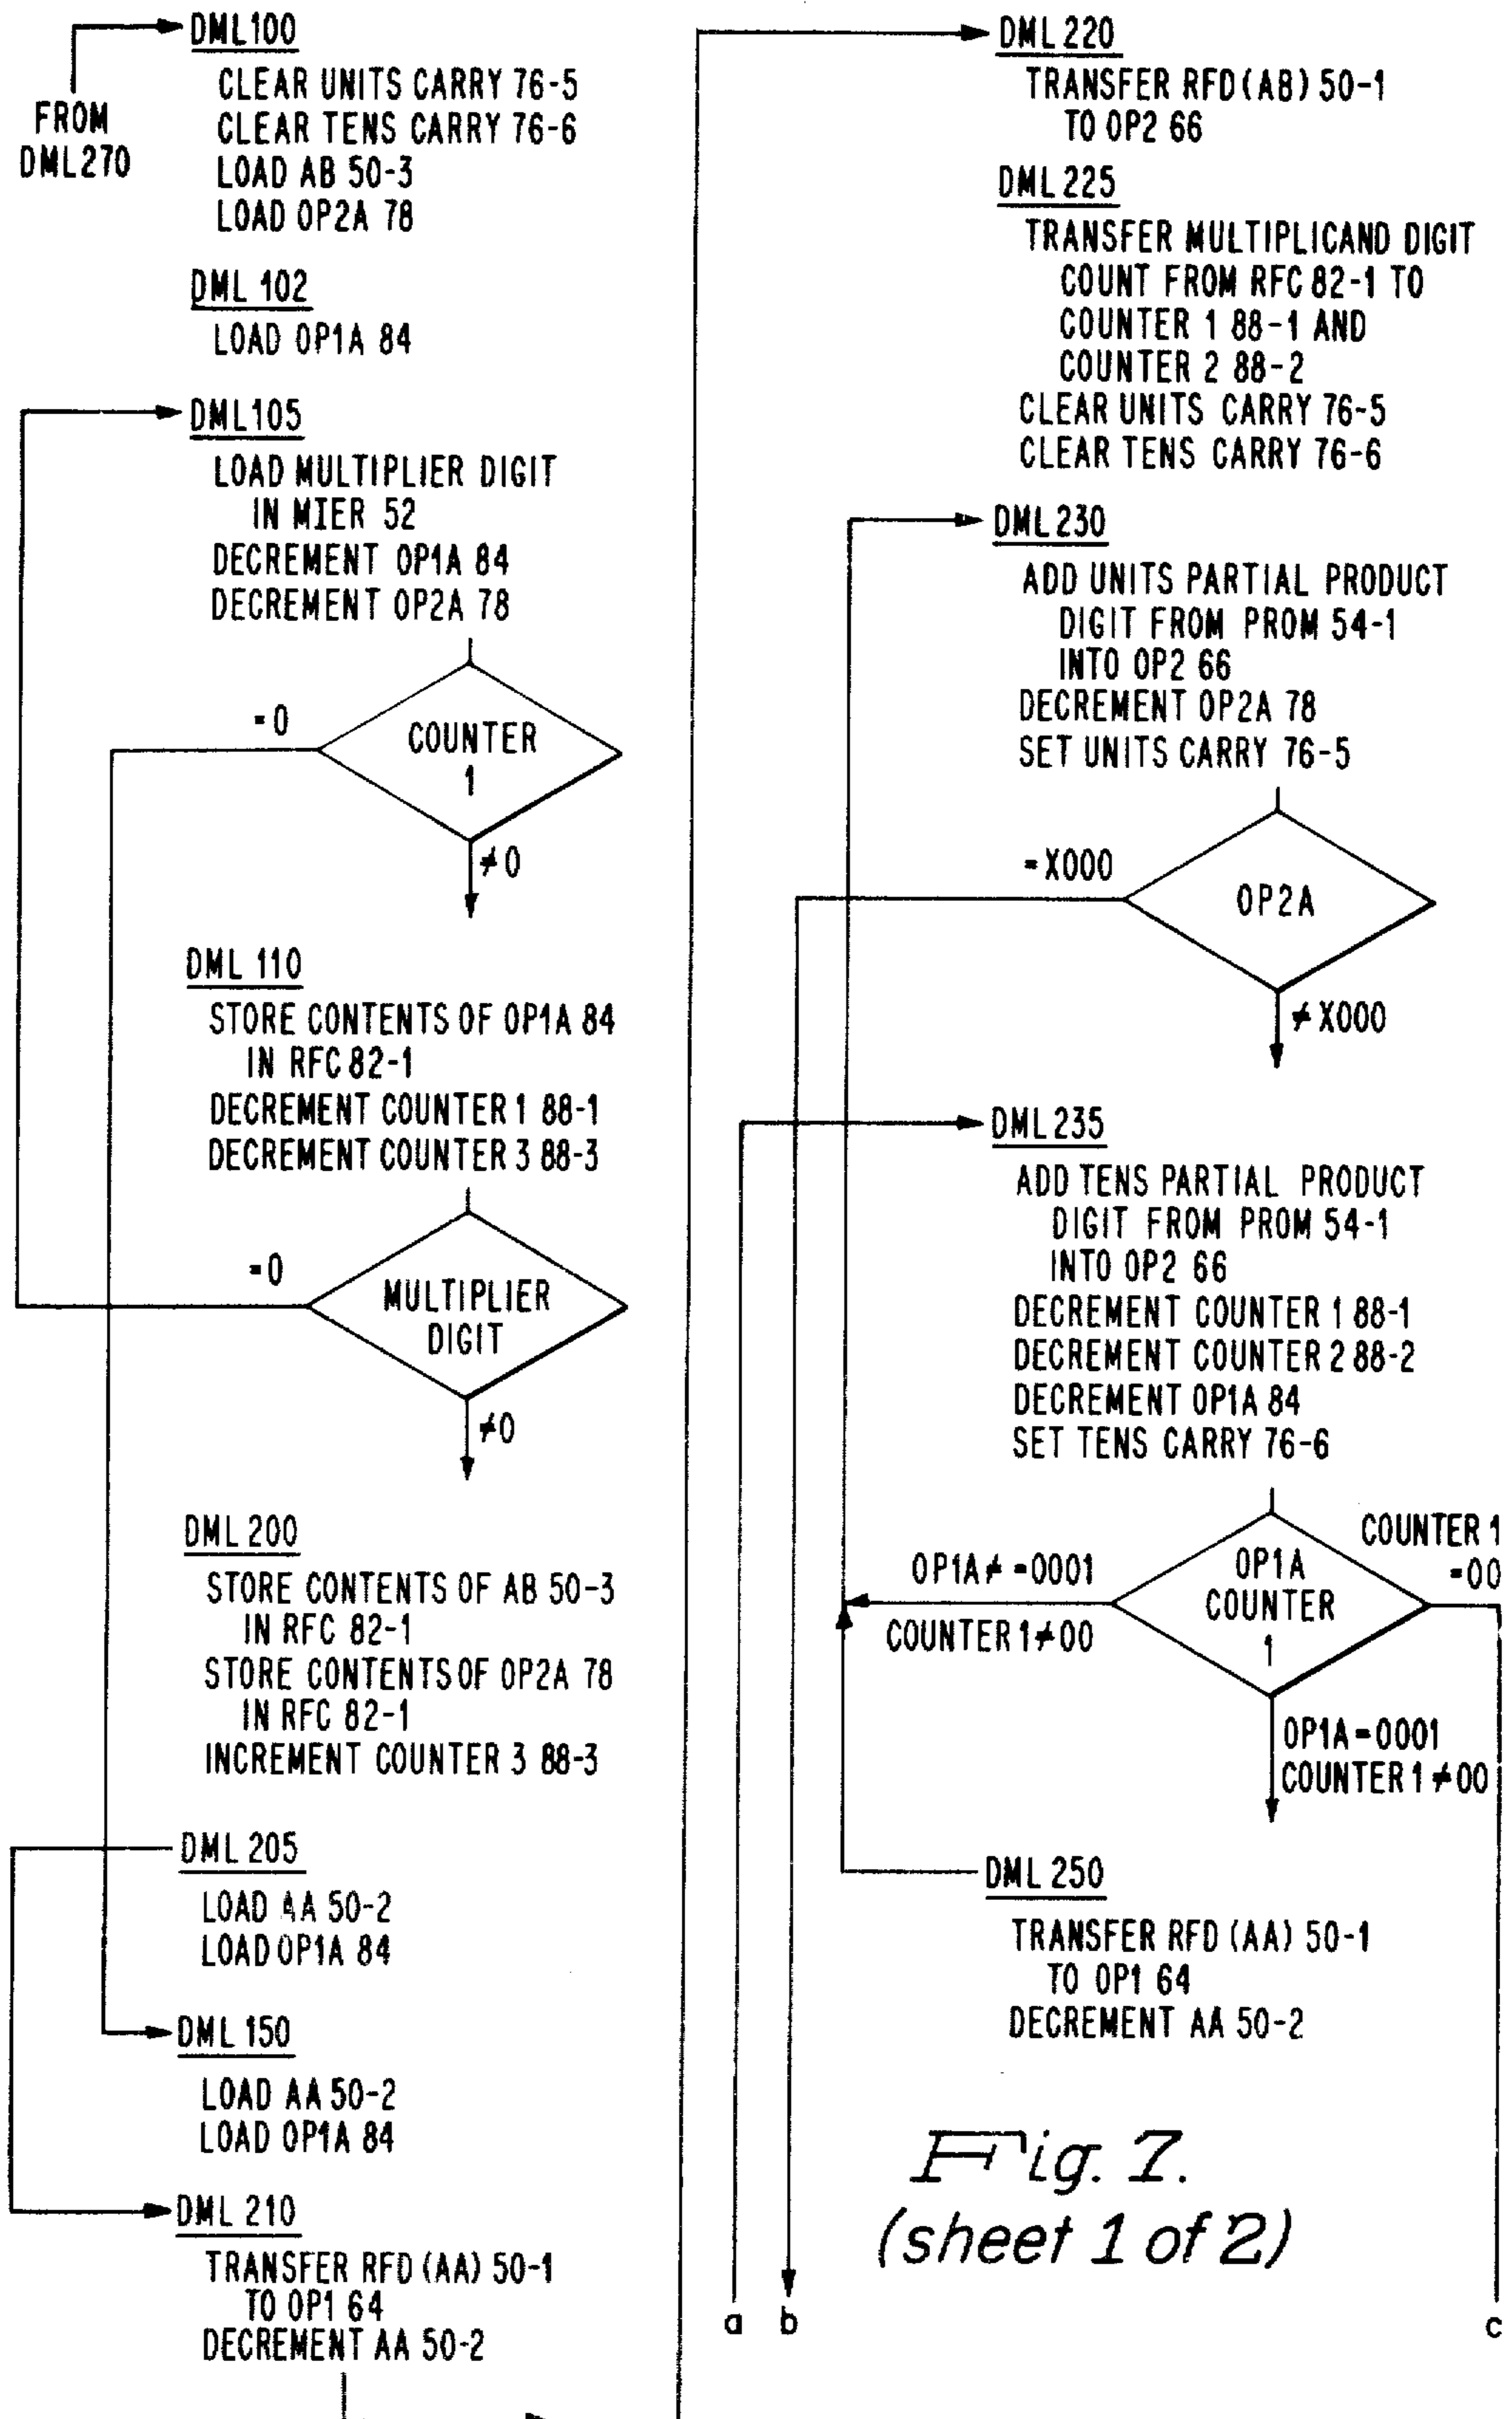 DML100
FROM
DML270
CLEAR UNITS CARRY 76-5
CLEAR TENS CARRY 76-6
LOAD AB 50-3
LOAD OP2A 78
DML 102
LOAD OP1A 84
DML105
LOAD MULTIPLIER DIGIT
IN MIER 52
DECREMENT OP1A 84
DECREMENT OP2A 78
=0
COUNTER
1
≠0
DML 110
STORE CONTENTS OF OP1A 84
IN RFC 82-1
DECREMENT COUNTER 1 88-1
DECREMENT COUNTER 3 88-3
=0
MULTIPLIER
DIGIT
≠0
DML 200
STORE CONTENTS OF AB 50-3
IN RFC 82-1
STORE CONTENTS OF OP2A 78
IN RFC 82-1
INCREMENT COUNTER 3 88-3
DML 205
LOAD AA 50-2
LOAD OP1A 84
DML 150
LOAD AA 50-2
LOAD OP1A 84
DML 210
TRANSFER RFD (AA) 50-1
TO OP1 64
DECREMENT AA 50-2
DML 220
TRANSFER RFD (AB) 50-1
TO OP2 66
DML 225
TRANSFER MULTIPLICAND DIGIT
COUNT FROM RFC 82-1 TO
COUNTER 1 88-1 AND
COUNTER 2 88-2
CLEAR UNITS CARRY 76-5
CLEAR TENS CARRY 76-6
DML 230
ADD UNITS PARTIAL PRODUCT
DIGIT FROM PROM 54-1
INTO OP2 66
DECREMENT OP2A 78
SET UNITS CARRY 76-5
=X000
OP2A
≠X000
DML 235
ADD TENS PARTIAL PRODUCT
DIGIT FROM PROM 54-1
INTO OP2 66
DECREMENT COUNTER 1 88-1
DECREMENT COUNTER 2 88-2
DECREMENT OP1A 84
SET TENS CARRY 76-6
COUNTER 1
=00
OP1A≠=0001
COUNTER 1≠00
OP1A
COUNTER
1
OP1A=0001
COUNTER 1≠00
DML 250
TRANSFER RFD (AA) 50-1
TO OP1 64
DECREMENT AA 50-2
Fig. 7.
(sheet 1 of 2)
a b c